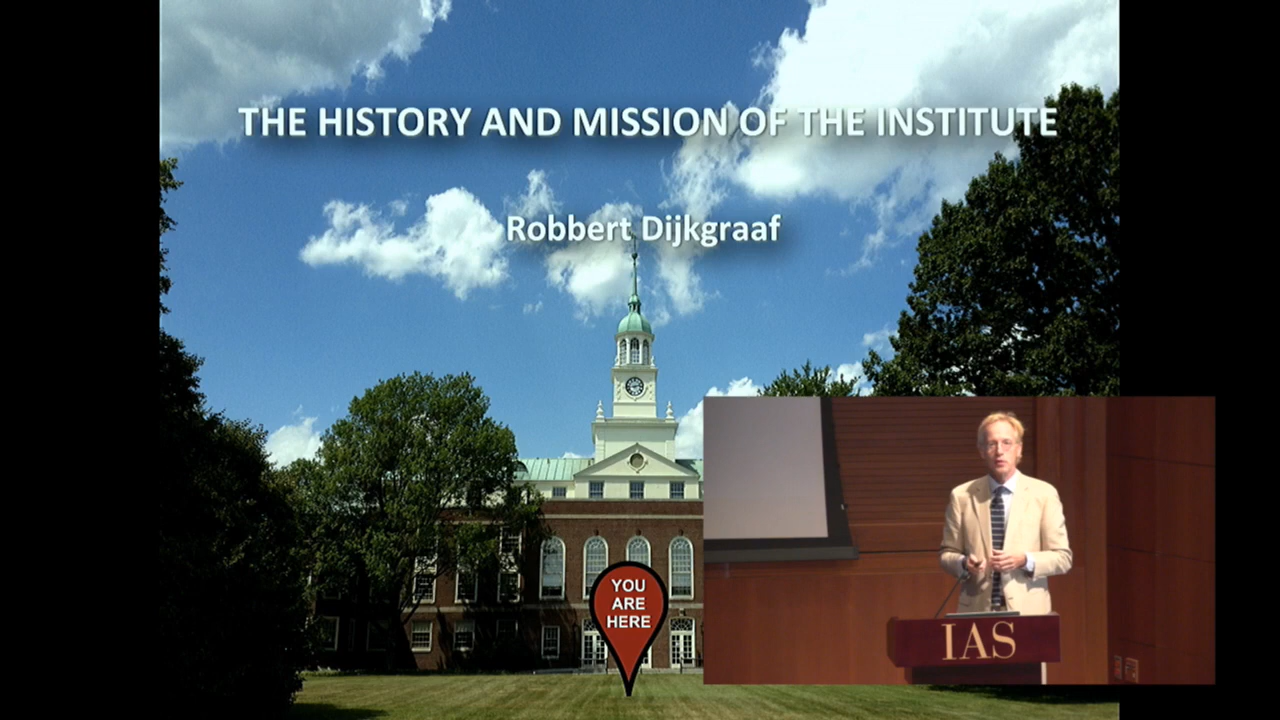 THE HISTORY AND MISSION OF THE INSTITUTE
Robbert Dijkgraaf
YOU
ARE
HERE
IAS